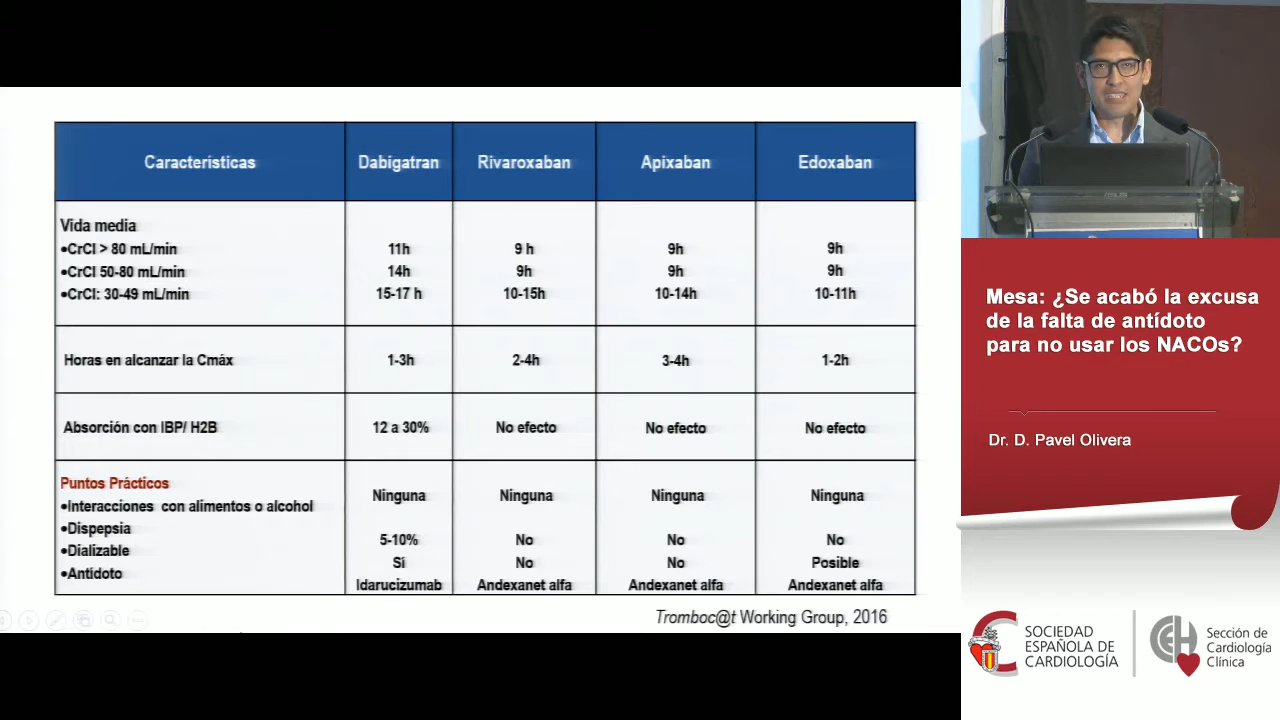 Características Dabigatran Rivaroxaban Apixaban Edoxaban
Vida media
•CrCl > 80 mL/min 11h 9 h 9h 9h
•CrCl 50-80 mL/min 14h 9h 9h 9h
•CrCl: 30-49 mL/min 15-17 h 10-15h 10-14h 10-11h
Horas en alcanzar la Cmáx 1-3h 2-4h 3-4h 1-2h
Absorción con IBP/ H2B 12 a 30% No efecto No efecto No efecto
Puntos Prácticos
•Interacciones con alimentos o alcohol Ninguna Ninguna Ninguna Ninguna
•Dispepsia 5-10% No No No
•Dializable Sí No No Posible
•Antídoto Idarucizumab Andexanet alfa Andexanet alfa Andexanet alfa
Tromboc@t Working Group, 2016
Mesa: ¿Se acabó la excusa
de la falta de antídoto
para no usar los NACOs?
Dr. D. Pavel Olivera
SOCIEDAD
ESPAÑOLA DE
CARDIOLOGÍA
Sección de
Cardiología
Clínica